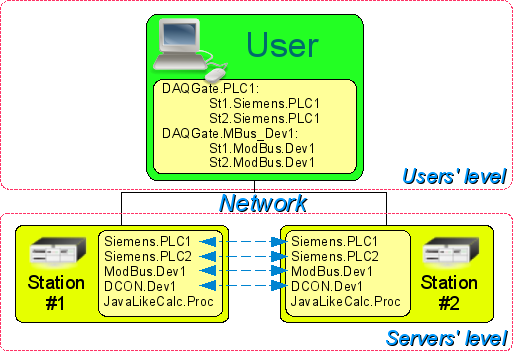 User
DAQGate.PLC1:
St1.Siemens.PLC1
St2.Siemens.PLC1
DAQGate.MBus_Dev1:
St1.ModBus.Dev1
St2.ModBus.Dev1
Users' level
Network
Station
#1
Siemens.PLC1
Siemens.PLC2
ModBus.Dev1
DCON.Dev1
JavaLikeCalc.Proc
Siemens.PLC1
Siemens.PLC2
ModBus.Dev1
DCON.Dev1
JavaLikeCalc.Proc
Station
#2
Servers' level